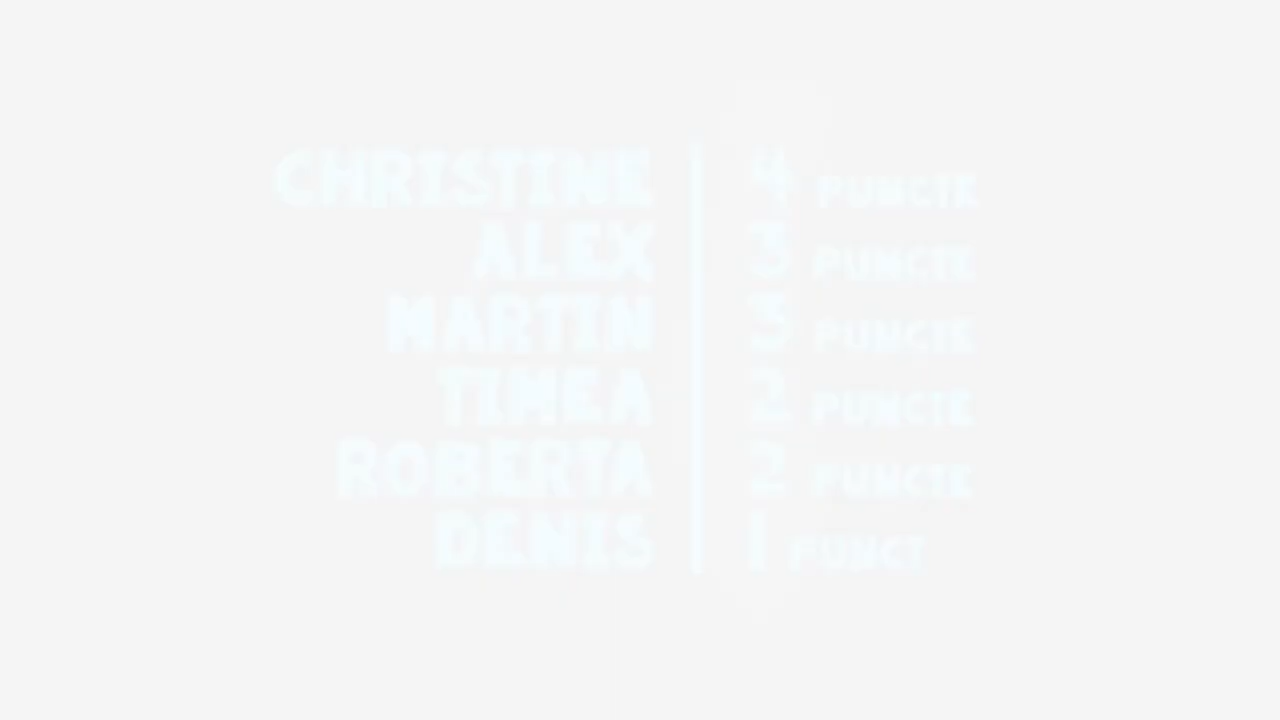 CHRISTINE 4 PUNCTE
ALEX 3 PUNCTE
MARTIN 3 PUNCTE
TIMEA 2 PUNCTE
ROBERTA 2 PUNCTE
DENIS 1 PUNCT